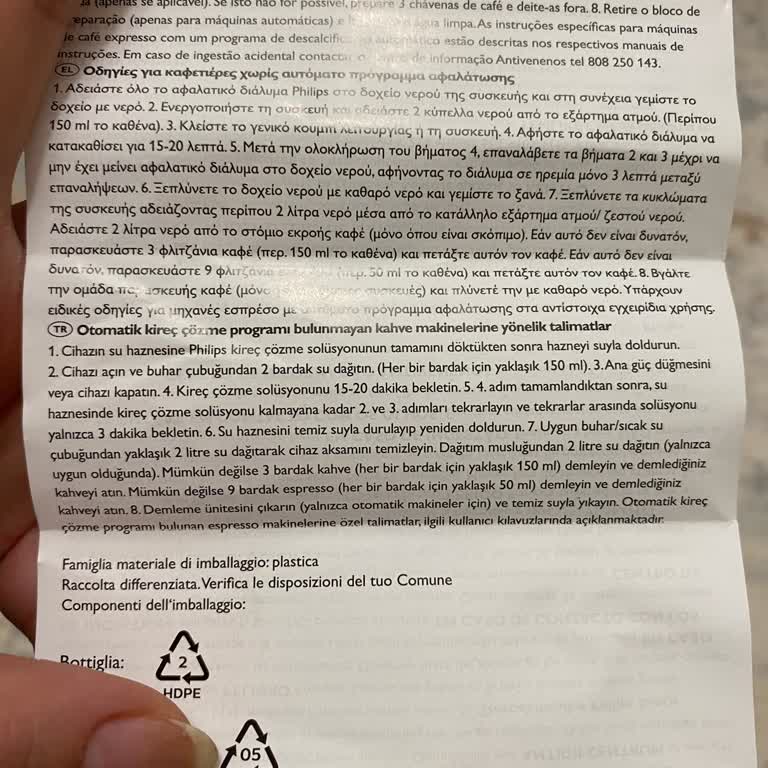 (apenas se aplicável). Se isto não for possível, prepare 3 chávenas de café e deite-as fora. 8. Retire o bloco de
(apenas para máquinas automáticas) e água limpa. As instruções específicas para máquinas
café expresso com um programa de automático estão descritas nos respectivos manuais de
instruções. Em caso de ingestão acidental de Informação Antivenenos tel 808 250 143.
EL Οδηγίες για καφετιέρες χωρίς αυτόματο πρόγραμμα αφαλάτωσης
1. Αδειάστε όλο το αφαλατικό διάλυμα Philips στο δοχείο νερού της συσκευής και στη συνέχεια γεμίστε το
δοχείο με νερό. 2. Ενεργοποιήστε τη συσκευή και αδειάστε 2 κύπελλα νερού από το εξάρτημα ατμού. (Περίπου
150 ml το καθένα). 3. Κλείστε το γενικό κουμπί λειτουργίας ή τη συσκευή. 4. Αφήστε το αφαλατικό διάλυμα να
κατακαθίσει για 15-20 λεπτά. 5. Μετά την ολοκλήρωση του βήματος 4, επαναλάβετε τα βήματα 2 και 3 μέχρι να
μην έχει μείνει αφαλατικό διάλυμα στο δοχείο νερού, αφήνοντας το διάλυμα σε ηρεμία μόνο 3 λεπτά μεταξύ
επαναλήψεων. 6. Ξεπλύνετε το δοχείο νερού με καθαρό νερό και γεμίστε το ξανά. 7. Ξεπλύνετε τα κυκλώματα
της συσκευής αδειάζοντας περίπου 2 λίτρα νερό μέσα από το κατάλληλο εξάρτημα ατμού/ ζεστού νερού.
Αδειάστε 2 λίτρα νερό από το στόμιο εκροής καφέ (μόνο όπου είναι σκόπιμο). Εάν αυτό δεν είναι δυνατόν,
παρασκευάστε 3 φλιτζάνια καφέ (περ. 150 ml το καθένα) και πετάξτε αυτόν τον καφέ. Εάν αυτό δεν είναι
δυνατόν, παρασκευάστε 9 φλιτζάνια (περ. 50 ml το καθένα) και πετάξτε αυτόν τον καφέ. 8. Βγάλτε
την ομάδα παρασκευής καφέ (μόνο συσκευές) και πλύνετέ την με καθαρό νερό. Υπάρχουν
ειδικές οδηγίες για μηχανές εσπρέσο με αυτόματο πρόγραμμα αφαλάτωσης στα αντίστοιχα εγχειρίδια χρήσης.
TR Otomatik kireç çözme programı bulunmayan kahve makinelerine yönelik talimatlar
1. Cihazın su haznesine Philips kireç çözme solüsyonunun tamamını döktükten sonra hazneyi suyla doldurun.
2. Cihazı açın ve buhar çubuğundan 2 bardak su dağıtın. (Her bir bardak için yaklaşık 150 ml). 3. Ana güç düğmesini
veya cihazı kapatın. 4. Kireç çözme solüsyonunu 15-20 dakika bekletin. 5. 4. adım tamamlandıktan sonra, su
haznesinde kireç çözme solüsyonu kalmayana kadar 2. ve 3. adımları tekrarlayın ve tekrarlar arasında solüsyonu
yalnızca 3 dakika bekletin. 6. Su haznesini temiz suyla durulayıp yeniden doldurun. 7. Uygun buhar/sıcak su
çubuğundan yaklaşık 2 litre su dağıtarak cihaz aksamını temizleyin. Dağıtım musluğundan 2 litre su dağıtın (yalnızca
uygun olduğunda). Mümkün değilse 3 bardak kahve (her bir bardak için yaklaşık 150 ml) demleyin ve demlediğiniz
kahveyi atın. Mümkün değilse 9 bardak espresso (her bir bardak için yaklaşık 50 ml) demleyin ve demlediğiniz
kahveyi atın. 8. Demleme ünitesini çıkarın (yalnızca otomatik makineler için) ve temiz suyla yıkayın. Otomatik kireç
çözme programı bulunan espresso makinelerine özel talimatlar, ilgili kullanıcı kılavuzlarında açıklanmaktadır.
Famiglia materiale di imballaggio: plastica
Raccolta differenziata. Verifica le disposizioni del tuo Comune
Componenti dell'imballaggio:
Bottiglia: 2
HDPE
05